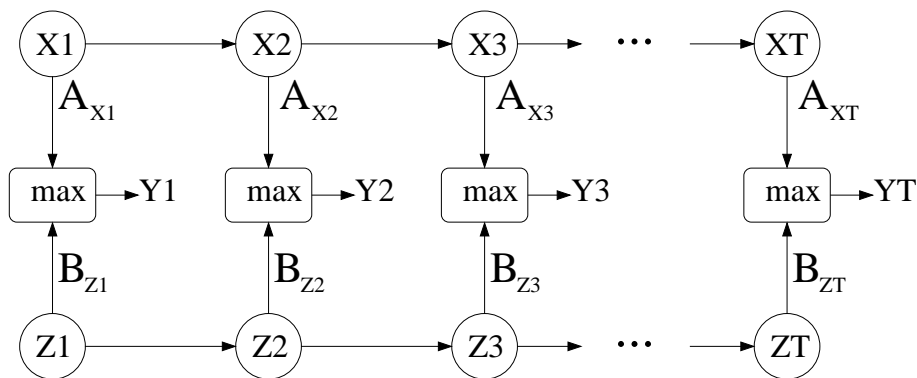 X1 X2 X3 ... XT
A_X1 A_X2 A_X3 A_XT
max Y1 max Y2 max Y3 max YT
B_Z1 B_Z2 B_Z3 B_ZT
Z1 Z2 Z3 ... ZT